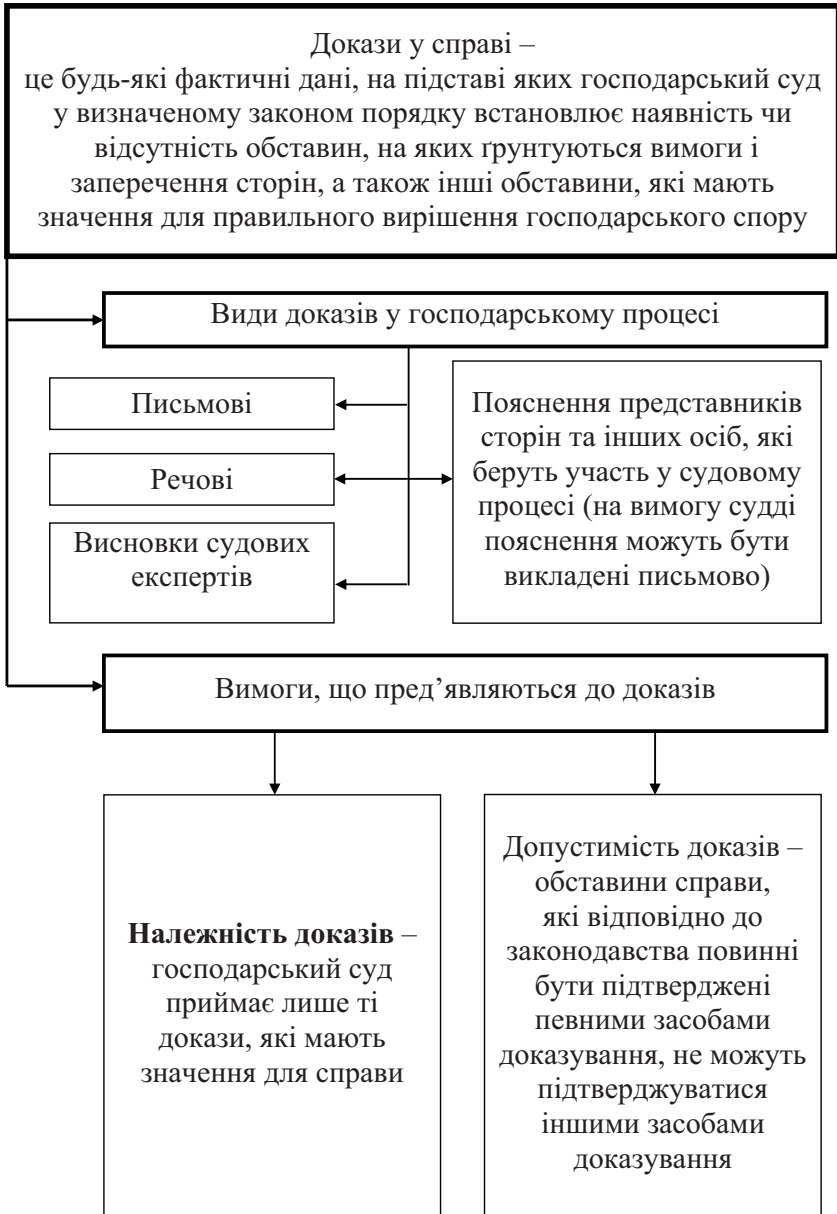 Докази у справі –
це будь-які фактичні дані, на підставі яких господарський суд
у визначеному законом порядку встановлює наявність чи
відсутність обставин, на яких ґрунтуються вимоги і
заперечення сторін, а також інші обставини, які мають
значення для правильного вирішення господарського спору
Види доказів у господарському процесі
Письмові
Речові
Висновки судових
експертів
Пояснення представників
сторін та інших осіб, які
беруть участь у судовому
процесі (на вимогу судді
пояснення можуть бути
викладені письмово)
Вимоги, що пред’являються до доказів
Належність доказів –
господарський суд
приймає лише ті
докази, які мають
значення для справи
Допустимість доказів –
обставини справи,
які відповідно до
законодавства повинні
бути підтверджені
певними засобами
доказування, не можуть
підтверджуватися
іншими засобами
доказування